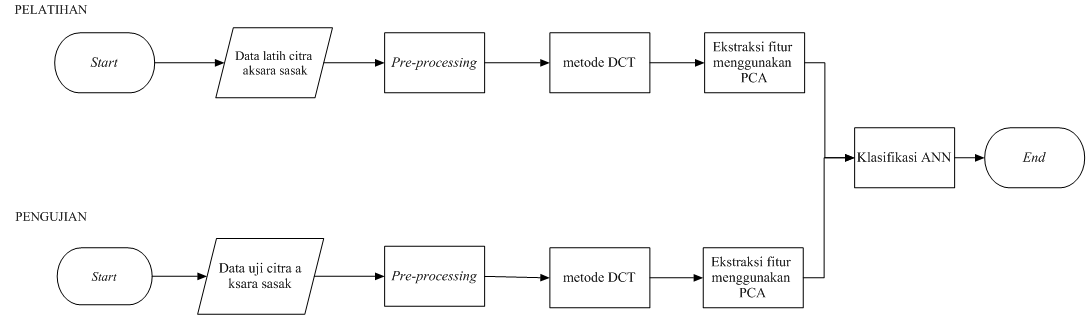 PELATIHAN
Start
Data latih citra
aksara sasak
Pre-processing
metode DCT
Ekstraksi fitur
menggunakan
PCA
Klasifikasi ANN
End
PENGUJIAN
Start
Data uji citra a
ksara sasak
Pre-processing
metode DCT
Ekstraksi fitur
menggunakan
PCA